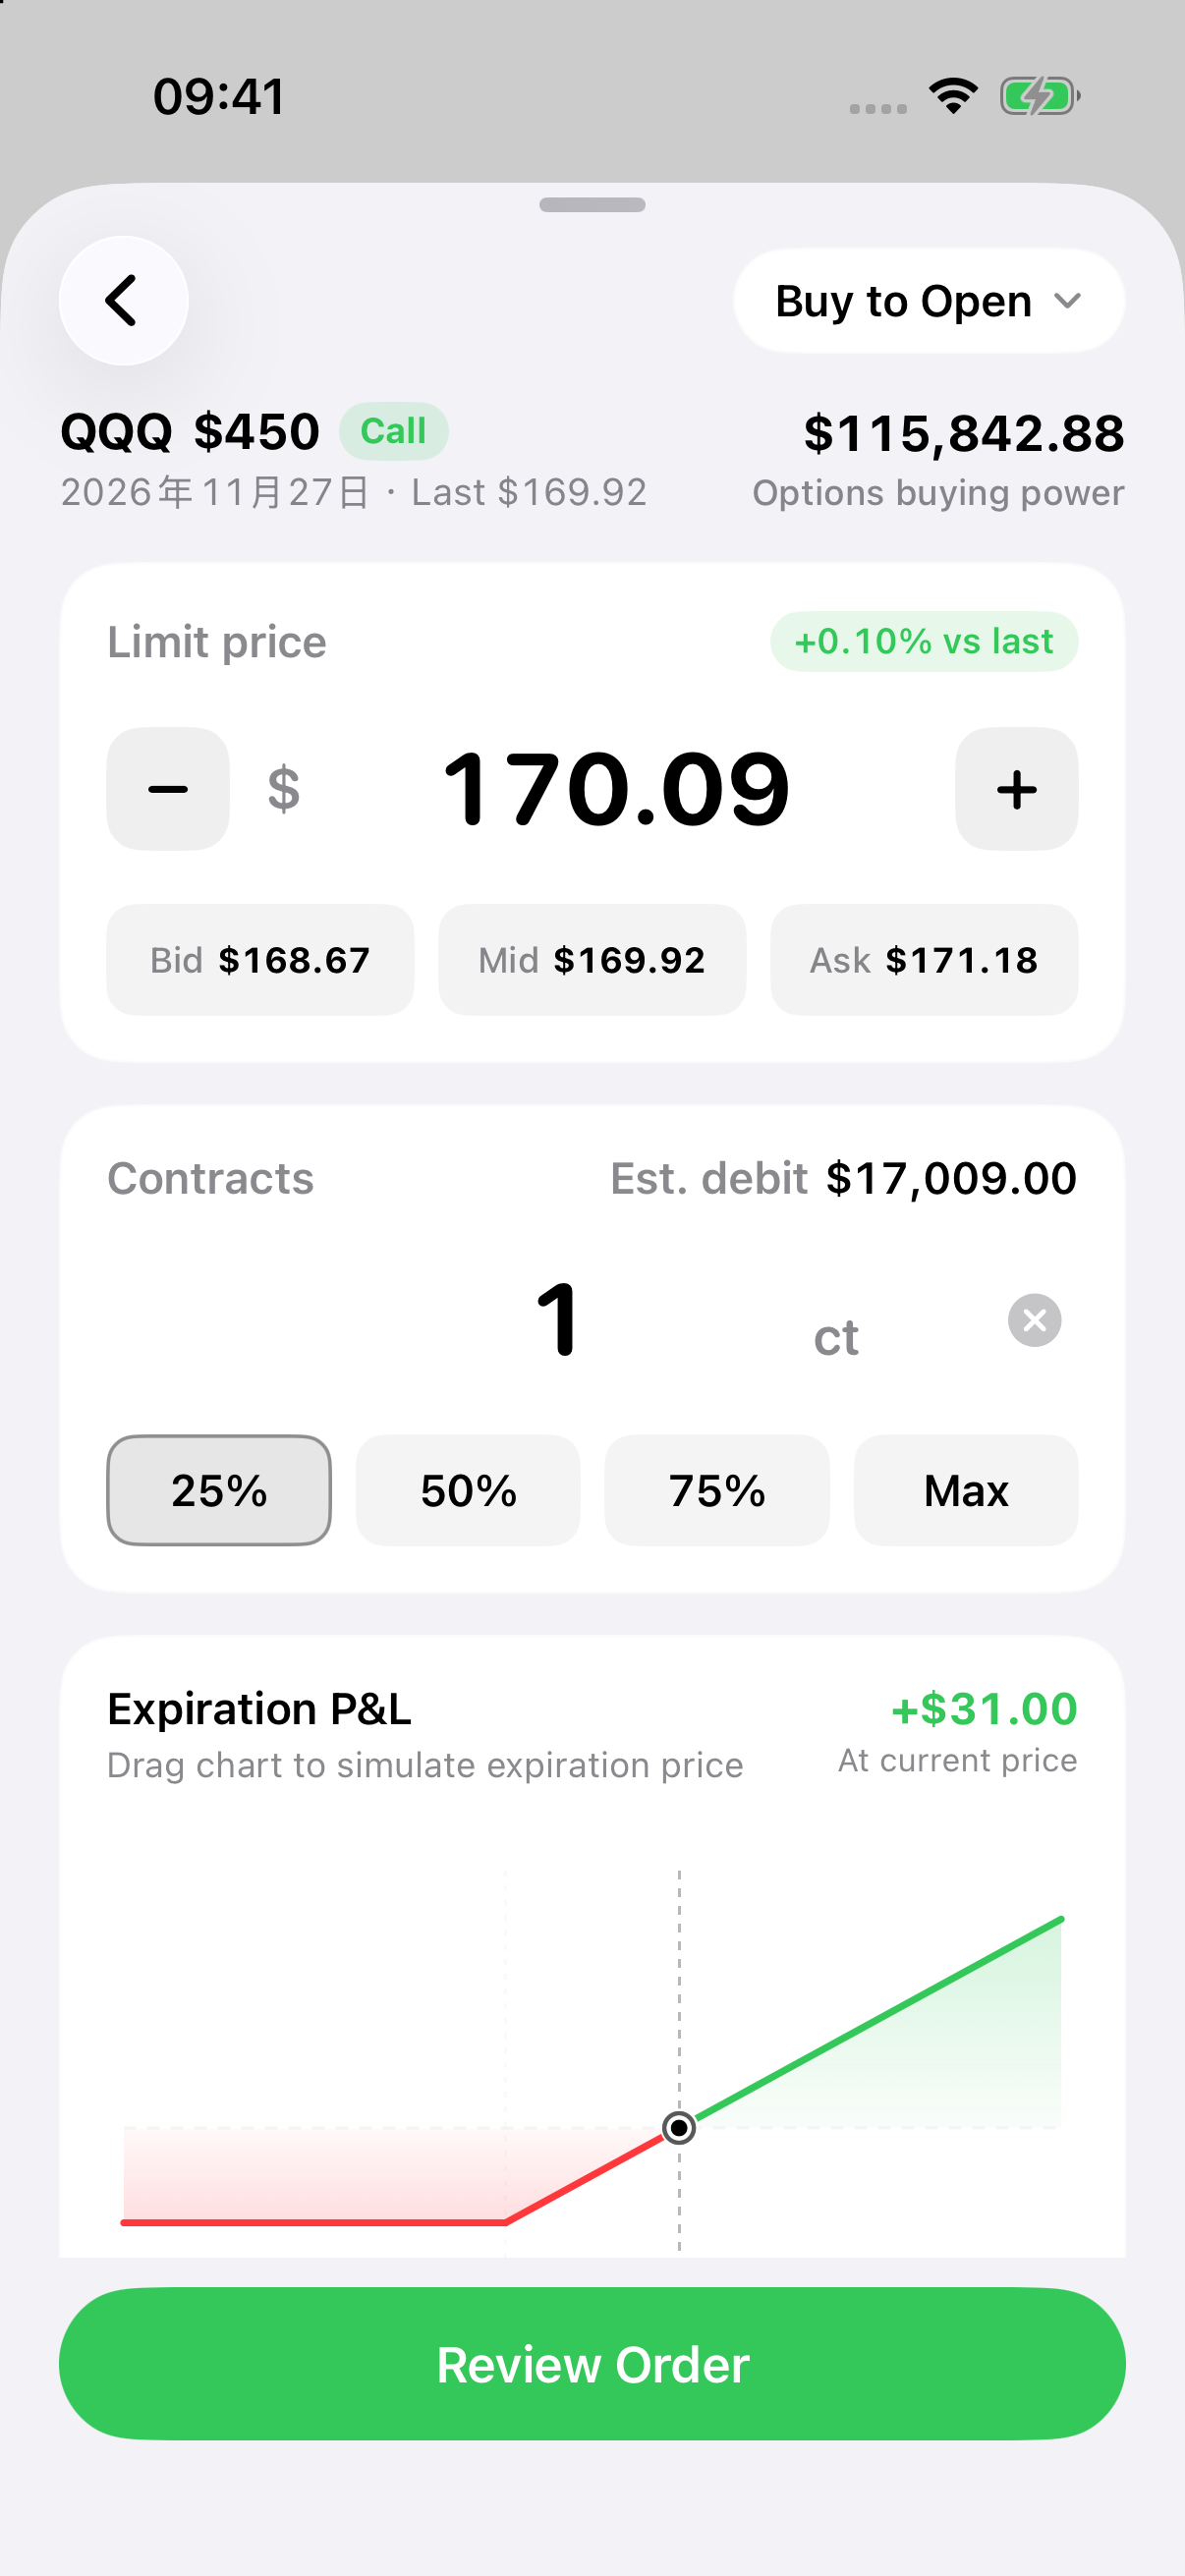 09:41
Buy to Open
QQQ $450 Call
$115,842.88
2026年11月27日 · Last $169.92
Options buying power
Limit price
+0.10% vs last
$ 170.09
Bid $168.67
Mid $169.92
Ask $171.18
Contracts
Est. debit $17,009.00
1 ct
25%
50%
75%
Max
Expiration P&L
+$31.00
Drag chart to simulate expiration price
At current price
Review Order